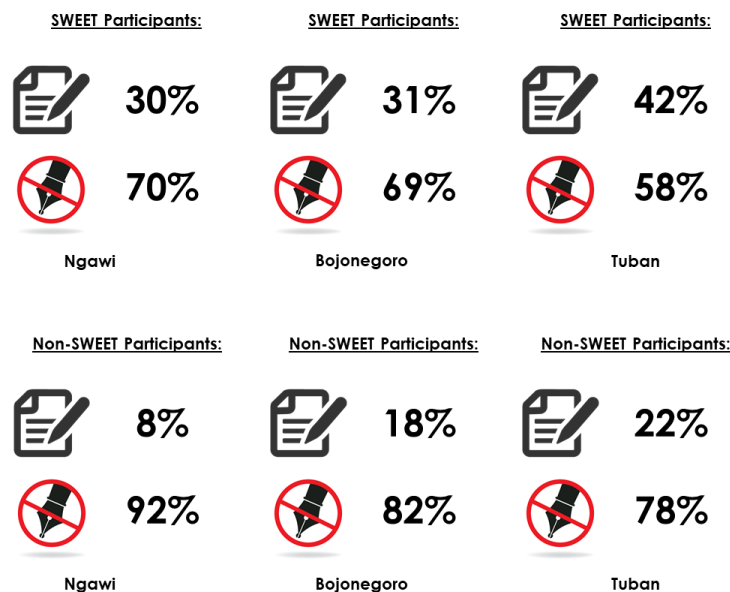 SWEET Participants: SWEET Participants: SWEET Participants:
30% 31% 42%
70% 69% 58%
Ngawi Bojonegoro Tuban
Non-SWEET Participants: Non-SWEET Participants: Non-SWEET Participants:
8% 18% 22%
92% 82% 78%
Ngawi Bojonegoro Tuban